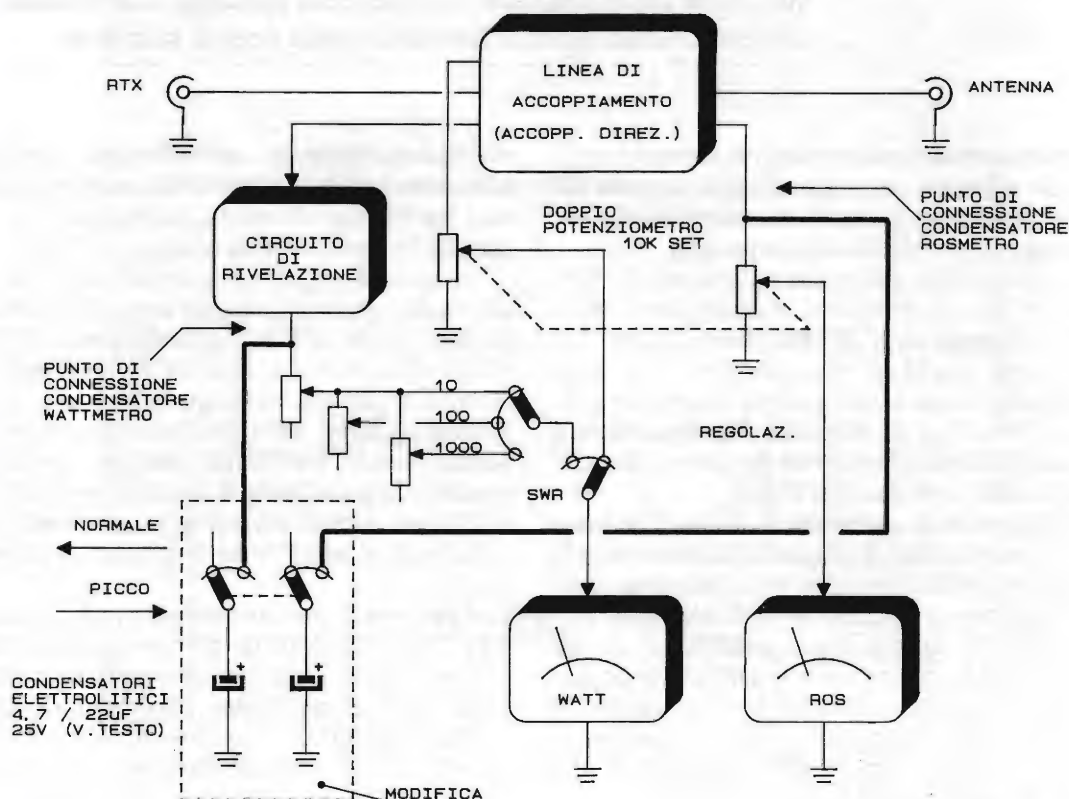 RTX
LINEA DI
ACCOPPIAMENTO
(ACCOPP. DIREZ.)
ANTENNA
CIRCUITO
DI
RIVELAZIONE
DOPPIO
POTENZIOMETRO
10K SET
PUNTO DI
CONNESSIONE
CONDENSATORE
ROSMETRO
PUNTO DI
CONNESSIONE
CONDENSATORE
WATTMETRO
10
100
1000
REGOLAZ.
SWR
NORMALE
PICCO
+
+
CONDENSATORI
ELETTROLITICI
4,7 / 22uF
25V (V.TESTO)
WATT
ROS
MODIFICA